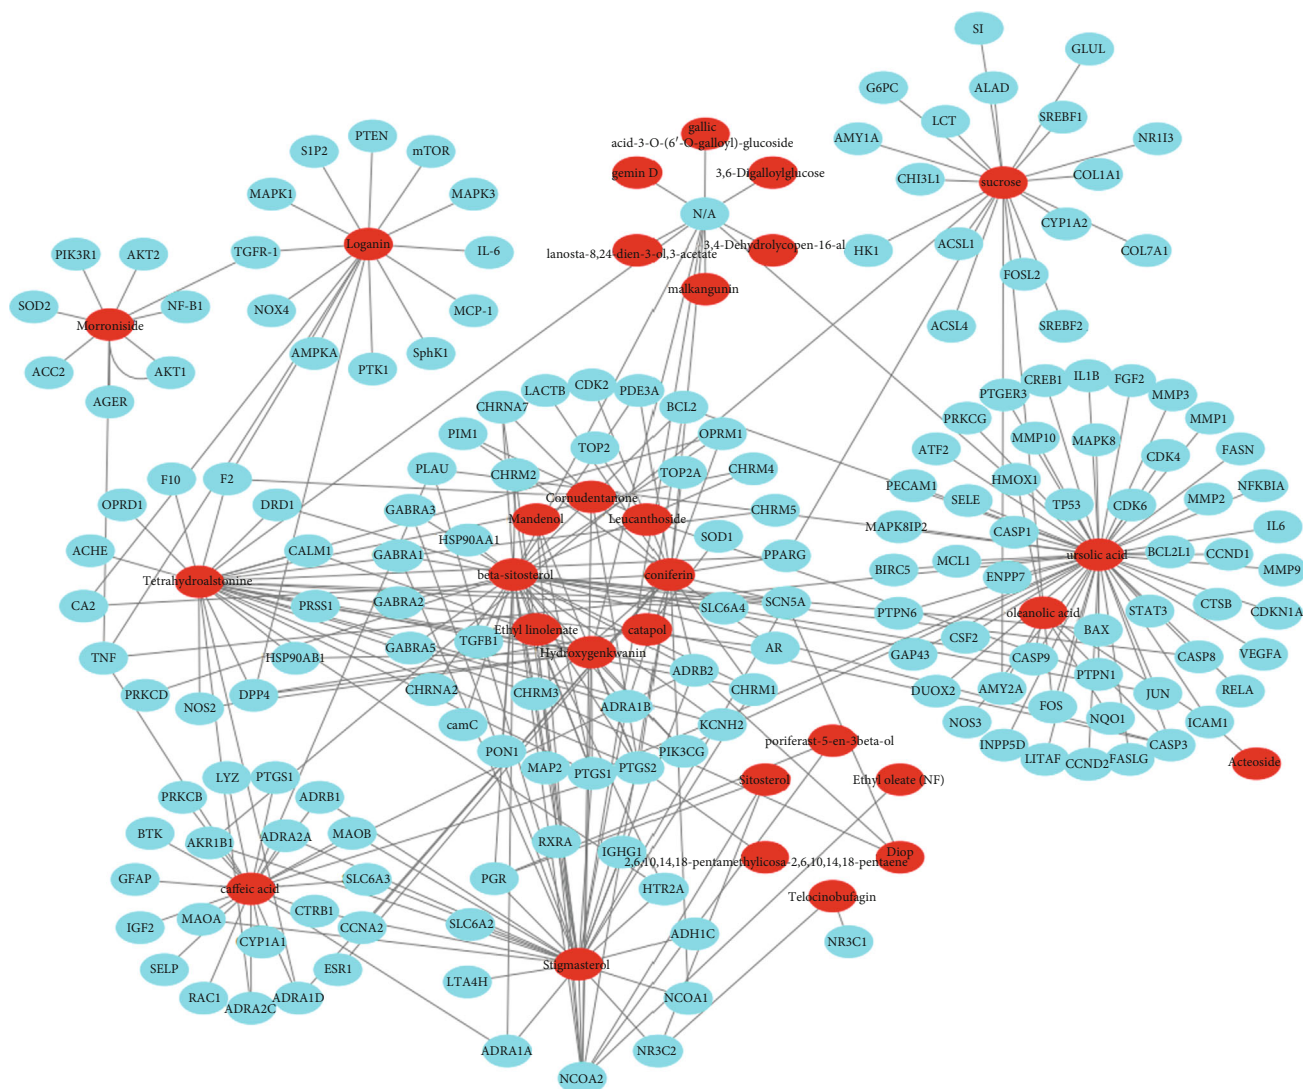 SI
GLUL
G6PC
ALAD
LCT
SREBF1
AMY1A
NR1I3
CHI3L1
sucrose
COL1A1
CYP1A2
HK1
ACSL1
COL7A1
FOSL2
ACSL4
SREBF2
gallic
acid-3-O-(6′-O-galloyl)-glucoside
gemin D
3,6-Digalloylglucose
N/A
lanosta-8,24-dien-3-ol,3-acetate
3,4-Dehydrolycopen-16-al
malkangunin
PTEN
S1P2
mTOR
MAPK1
MAPK3
TGFR-1
Loganin
IL-6
NOX4
MCP-1
AMPKA
PTK1
SphK1
PIK3R1
AKT2
SOD2
NF-B1
Morroniside
ACC2
AKT1
AGER
LACTB
CDK2
PDE3A
CHRNA7
BCL2
PIM1
TOP2
OPRM1
PLAU
CHRM2
TOP2A
CHRM4
Cornudentanone
GABRA3
Mandenol
Leucanthoside
CHRM5
HSP90AA1
SOD1
GABRA1
PPARG
beta-sitosterol
coniferin
GABRA2
SLC6A4
SCN5A
Ethyl linolenate
catapol
GABRA5
TGFB1
Hydroxygenkwanin
AR
ADRB2
CHRNA2
CHRM3
CHRM1
ADRA1B
camC
KCNH2
PON1
PIK3CG
MAP2
PTGS1
PTGS2
F10
F2
OPRD1
DRD1
ACHE
CALM1
Tetrahydroalstonine
CA2
PRSS1
TNF
HSP90AB1
PRKCD
DPP4
NOS2
PTGER3
CREB1
IL1B
FGF2
MMP3
PRKCG
MMP1
MMP10
MAPK8
ATF2
CDK4
FASN
PECAM1
HMOX1
NFKBIA
SELE
TP53
CDK6
MMP2
MAPK8IP2
CASP1
IL6
ursolic acid
BCL2L1
CCND1
BIRC5
MCL1
ENPP7
MMP9
PTPN6
oleanolic acid
STAT3
CTSB
CDKN1A
CSF2
BAX
GAP43
CASP9
CASP8
VEGFA
DUOX2
AMY2A
PTPN1
JUN
RELA
NOS3
FOS
NQO1
ICAM1
INPP5D
LITAF
CCND2
FASLG
CASP3
Acteoside
poriferast-5-en-3beta-ol
Sitosterol
Ethyl oleate (NF)
2,6,10,14,18-pentamethylicosa-2,6,10,14,18-pentaene
Diop
Telocinobufagin
NR3C1
LYZ
PTGS1
PRKCB
ADRB1
BTK
AKR1B1
ADRA2A
MAOB
GFAP
caffeic acid
SLC6A3
IGF2
MAOA
CTRB1
CCNA2
CYP1A1
SELP
ESR1
RAC1
ADRA2C
ADRA1D
RXRA
IGHG1
PGR
HTR2A
SLC6A2
ADH1C
Stigmasterol
LTA4H
NCOA1
ADRA1A
NR3C2
NCOA2